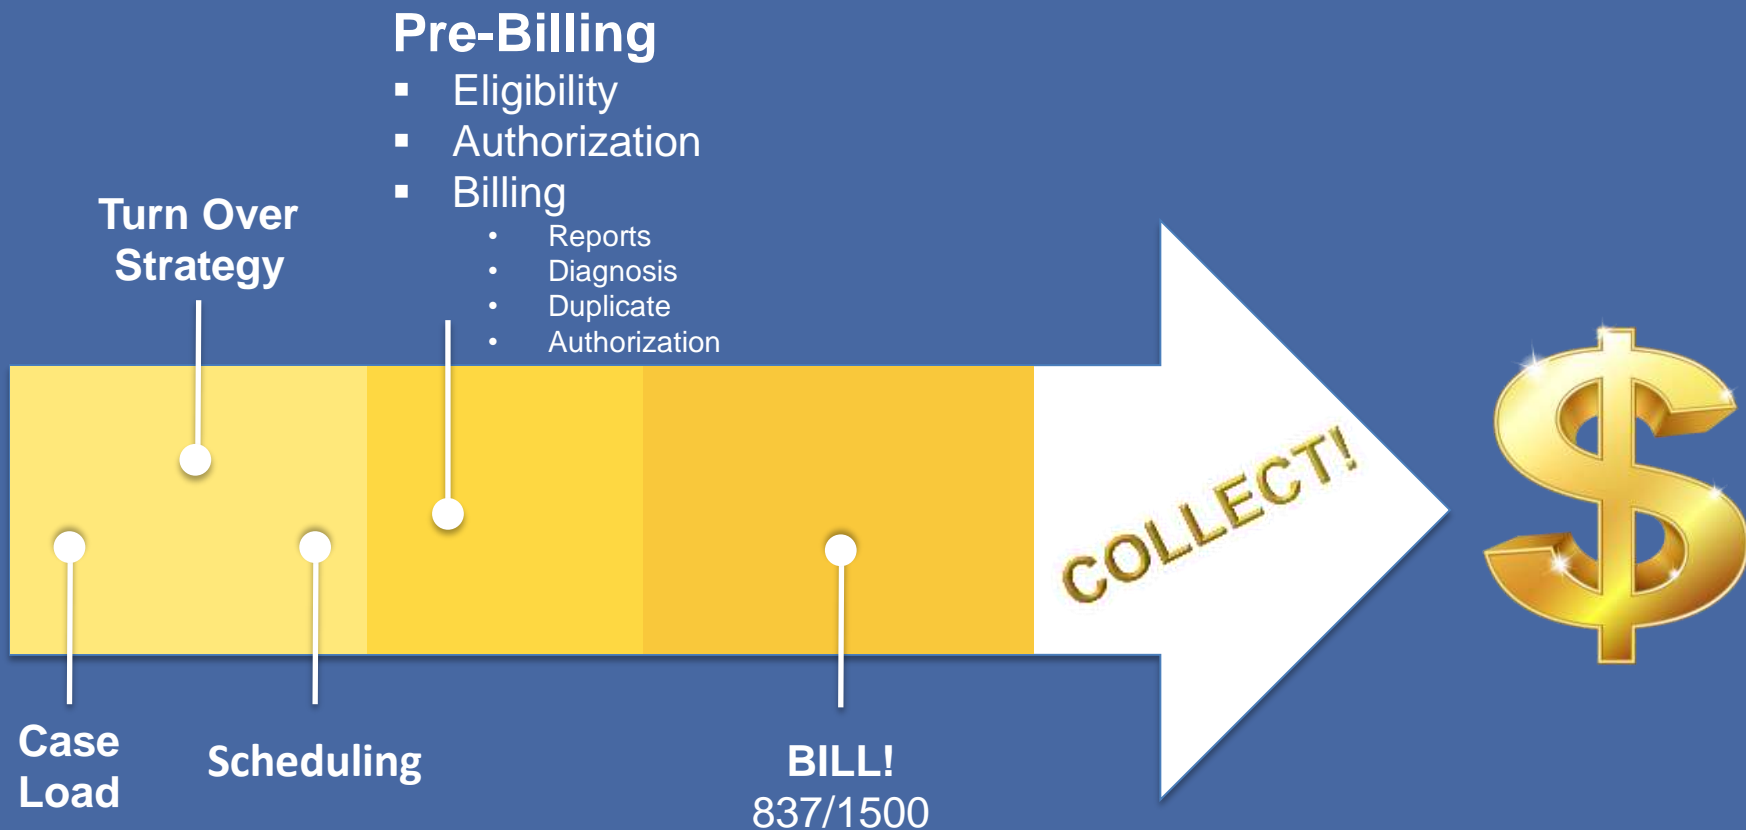 Pre-Billing
▪ Eligibility
▪ Authorization
▪ Billing
• Reports
• Diagnosis
• Duplicate
• Authorization
Turn Over
Strategy
COLLECT!
$
Case
Load
Scheduling
BILL!
837/1500